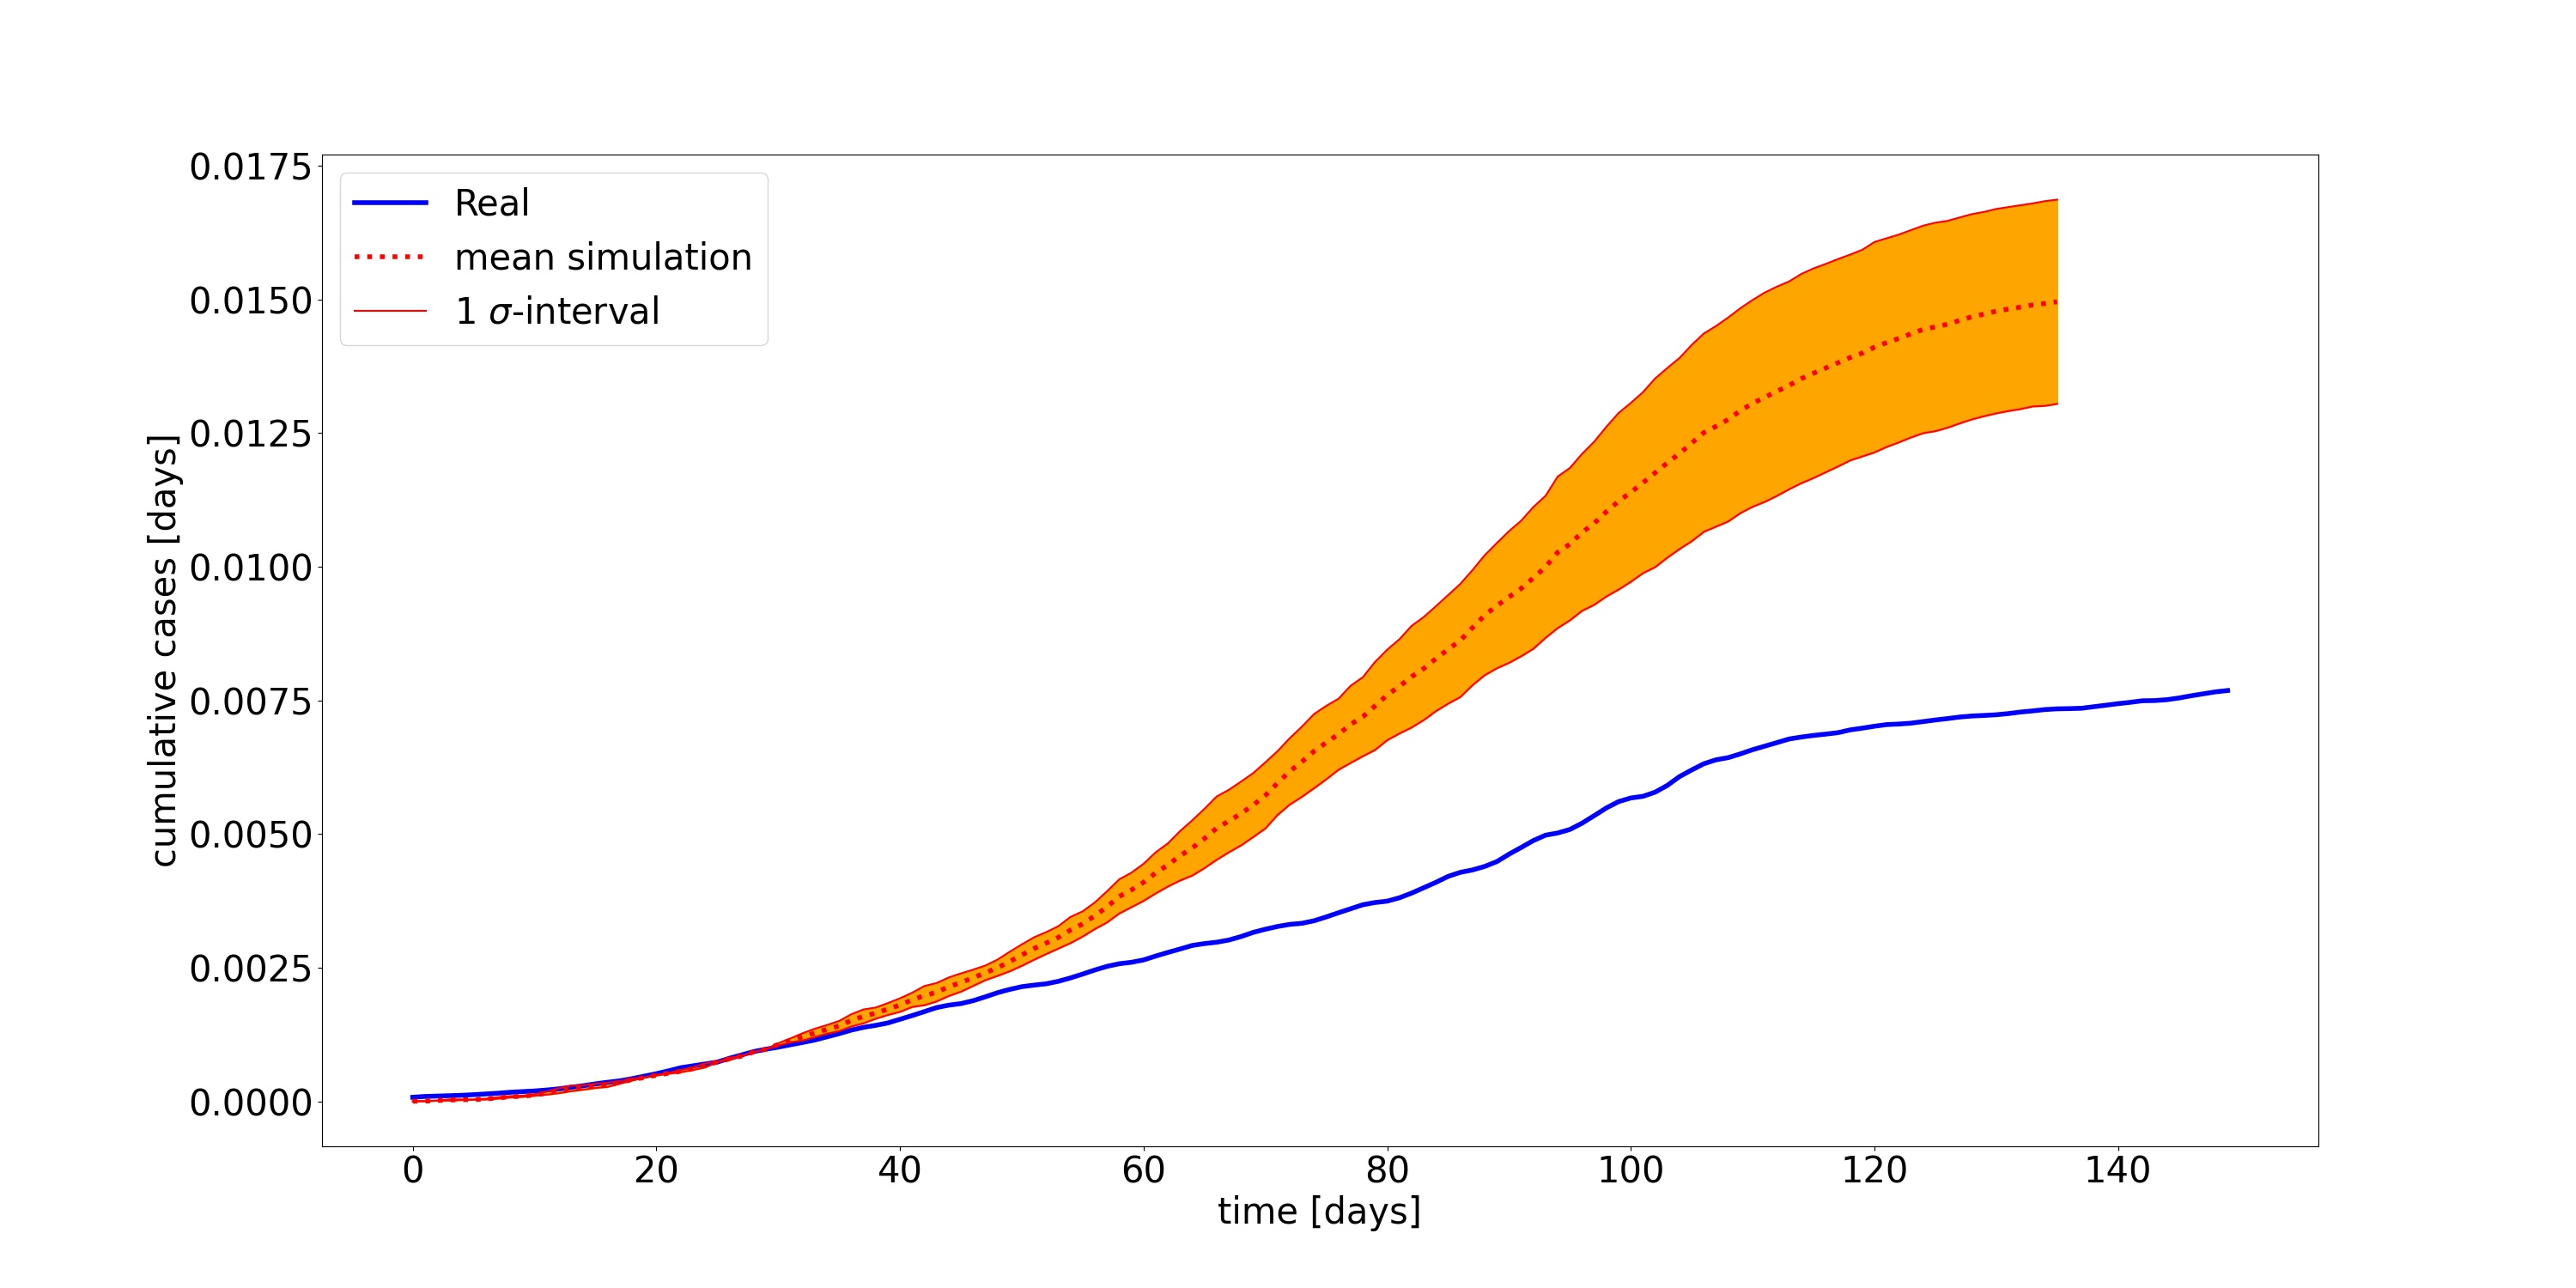 0.0175
0.0150
0.0125
0.0100
0.0075
0.0050
0.0025
0.0000
cumulative cases [days]
Real
mean simulation
1 σ-interval
0 20 40 60 80 100 120 140
time [days]